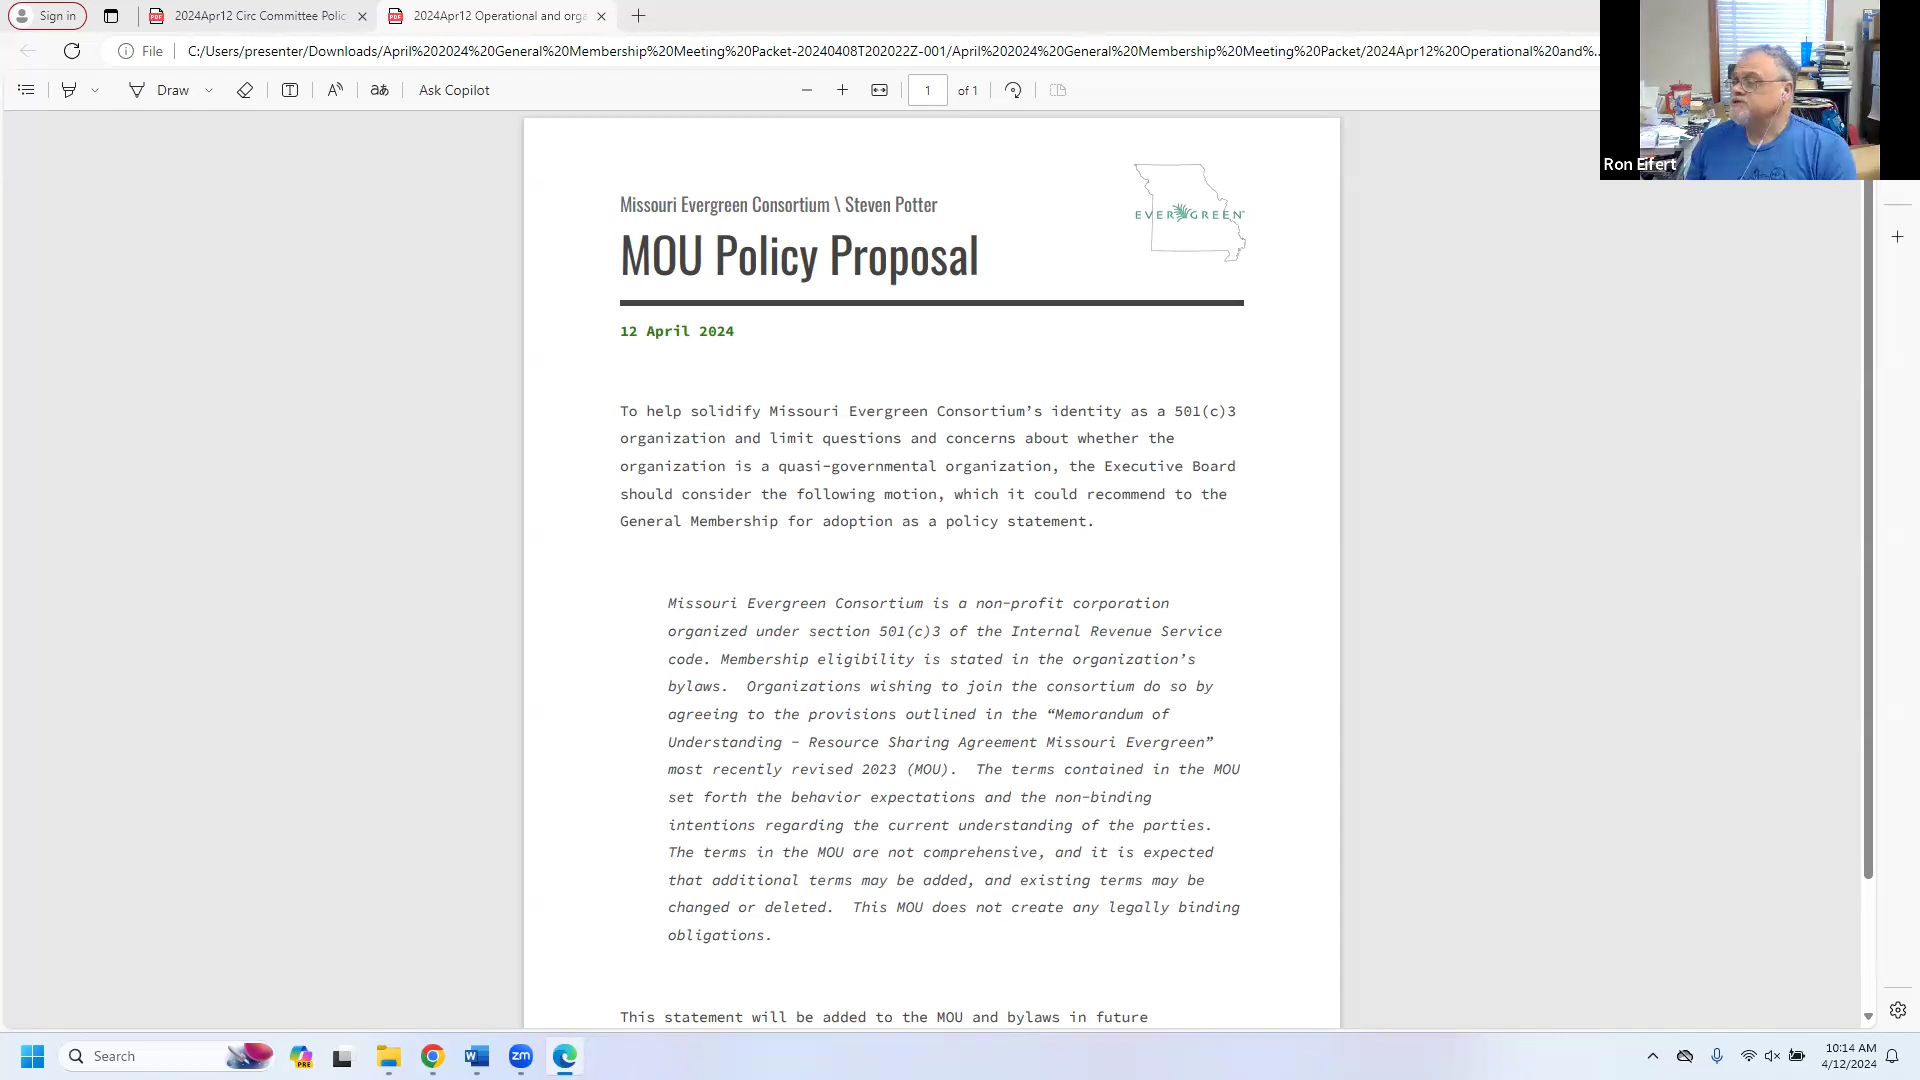 Sign in
2024Apr12 Circ Committee Polic
2024Apr12 Operational and orga
File
C:/Users/presenter/Downloads/April%202024%20General%20Membership%20Meeting%20Packet-20240408T202022Z-001/April%202024%20General%20Membership%20Meeting%20Packet/2024Apr12%20Operational%20and%...
Draw
Ask Copilot
1 of 1
Ron Eifert
EVERGREEN
Missouri Evergreen Consortium \ Steven Potter
MOU Policy Proposal
12 April 2024
To help solidify Missouri Evergreen Consortium’s identity as a 501(c)3
organization and limit questions and concerns about whether the
organization is a quasi-governmental organization, the Executive Board
should consider the following motion, which it could recommend to the
General Membership for adoption as a policy statement.
Missouri Evergreen Consortium is a non-profit corporation
organized under section 501(c)3 of the Internal Revenue Service
code. Membership eligibility is stated in the organization’s
bylaws.  Organizations wishing to join the consortium do so by
agreeing to the provisions outlined in the “Memorandum of
Understanding - Resource Sharing Agreement Missouri Evergreen”
most recently revised 2023 (MOU).  The terms contained in the MOU
set forth the behavior expectations and the non-binding
intentions regarding the current understanding of the parties.
The terms in the MOU are not comprehensive, and it is expected
that additional terms may be added, and existing terms may be
changed or deleted.  This MOU does not create any legally binding
obligations.
This statement will be added to the MOU and bylaws in future
Search
PRE
W
zm
10:14 AM
4/12/2024